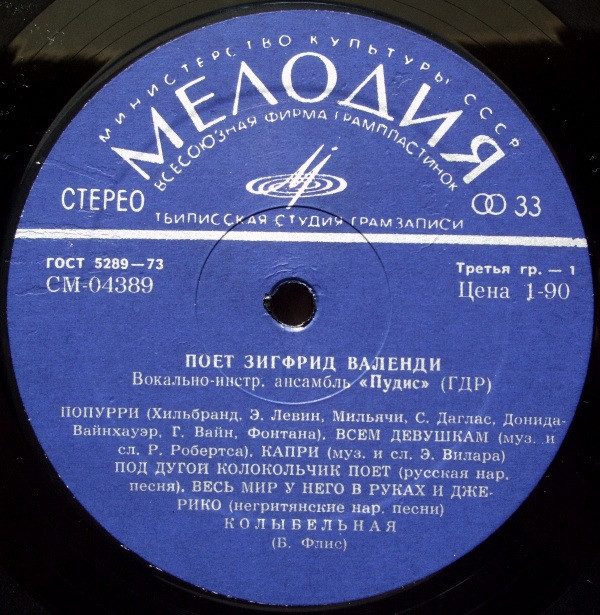 МИНИСТЕРСТВО КУЛЬТУРЫ СССР
МЕЛОДИЯ
ВСЕСОЮЗНАЯ ФИРМА ГРАМПЛАСТИНОК
СТЕРЕО
33
ТБИЛИССКАЯ СТУДИЯ ГРАМЗАПИСИ
ГОСТ 5289—73
Третья гр. — 1
СМ-04389
Цена 1-90
ПОЕТ ЗИГФРИД ВАЛЕНДИ
Вокально-инстр. ансамбль «Пудис» (ГДР)
ПОПУРРИ (Хильбранд, Э. Левин, Мильячи, С. Даглас, Донида-
Вайнхауэр, Г. Вайн, Фонтана). ВСЕМ ДЕВУШКАМ (муз. и
сл. Р. Робертса). КАПРИ (муз. и сл. Э. Вилара)
ПОД ДУГОЙ КОЛОКОЛЬЧИК ПОЕТ (русская нар.
песня). ВЕСЬ МИР У НЕГО В РУКАХ И ДЖЕ-
РИКО (негритянские нар. песни)
КОЛЫБЕЛЬНАЯ
(Б. Флис)